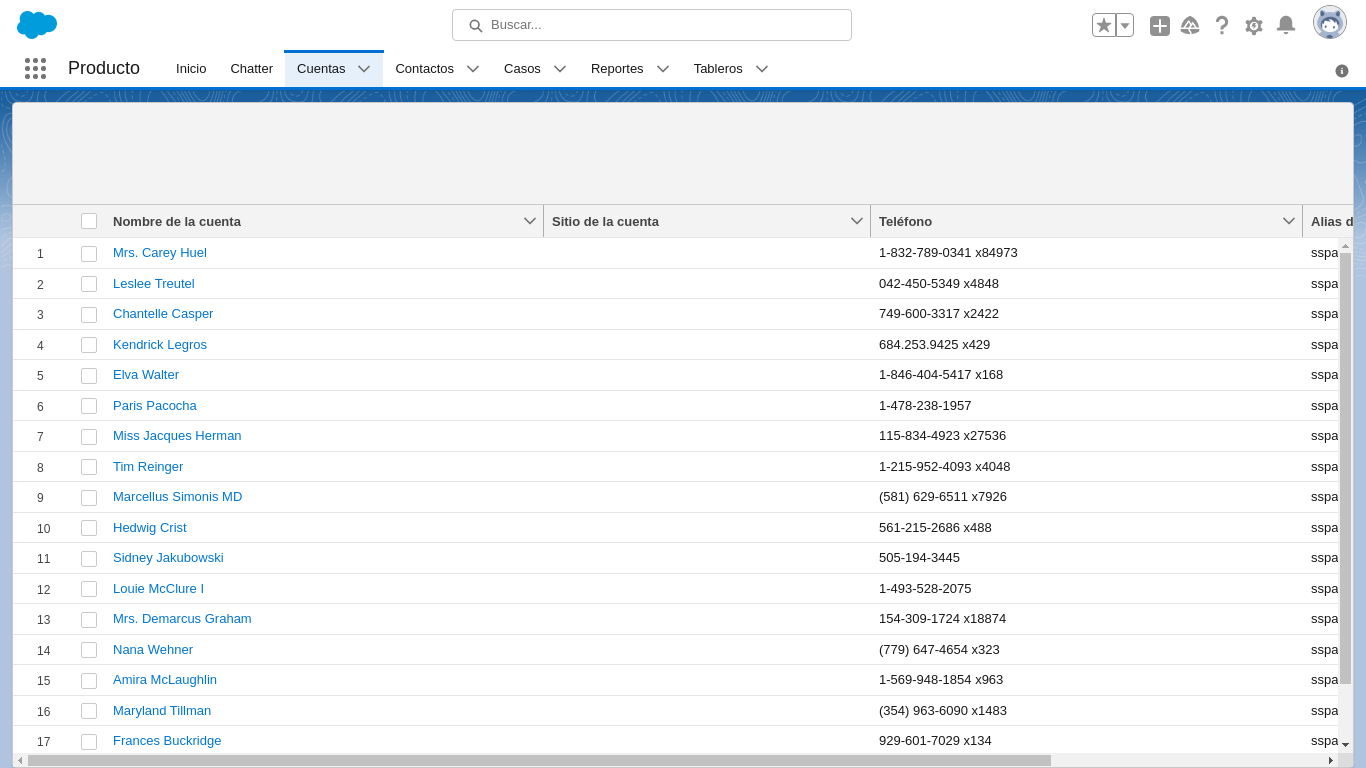 Buscar...
Producto
Inicio
Chatter
Cuentas
Contactos
Casos
Reportes
Tableros
Nombre de la cuenta
Sitio de la cuenta
Teléfono
Alias d
1 Mrs. Carey Huel 1-832-789-0341 x84973 sspa
2 Leslee Treutel 042-450-5349 x4848 sspa
3 Chantelle Casper 749-600-3317 x2422 sspa
4 Kendrick Legros 684.253.9425 x429 sspa
5 Elva Walter 1-846-404-5417 x168 sspa
6 Paris Pacocha 1-478-238-1957 sspa
7 Miss Jacques Herman 115-834-4923 x27536 sspa
8 Tim Reinger 1-215-952-4093 x4048 sspa
9 Marcellus Simonis MD (581) 629-6511 x7926 sspa
10 Hedwig Crist 561-215-2686 x488 sspa
11 Sidney Jakubowski 505-194-3445 sspa
12 Louie McClure I 1-493-528-2075 sspa
13 Mrs. Demarcus Graham 154-309-1724 x18874 sspa
14 Nana Wehner (779) 647-4654 x323 sspa
15 Amira McLaughlin 1-569-948-1854 x963 sspa
16 Maryland Tillman (354) 963-6090 x1483 sspa
17 Frances Buckridge 929-601-7029 x134 sspa